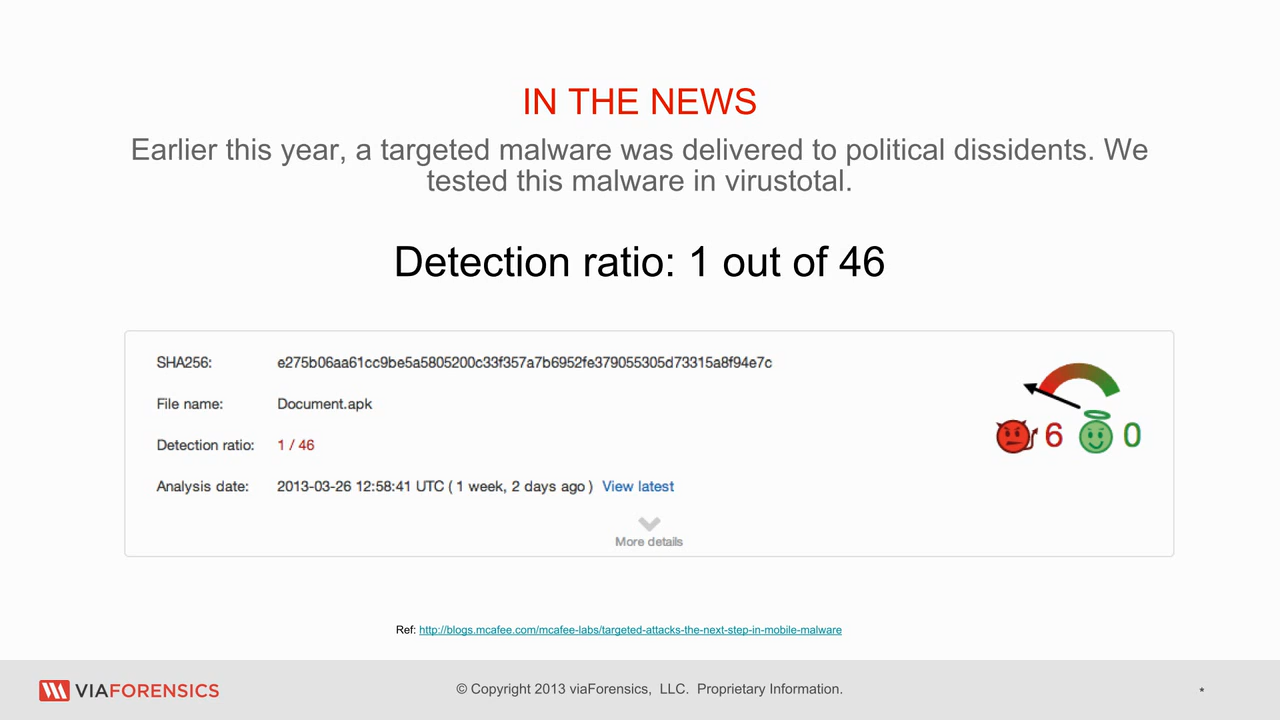 IN THE NEWS
Earlier this year, a targeted malware was delivered to political dissidents. We
tested this malware in virustotal.
Detection ratio: 1 out of 46
SHA256: e275b06aa61cc9be5a5805200c33f357a7b6952fe379055305d73315a8f94e7c
File name: Document.apk
Detection ratio: 1 / 46
6 0
Analysis date: 2013-03-26 12:58:41 UTC ( 1 week, 2 days ago ) View latest
More details
Ref: http://blogs.mcafee.com/mcafee-labs/targeted-attacks-the-next-step-in-mobile-malware
VIAFORENSICS © Copyright 2013 viaForensics, LLC. Proprietary Information. *